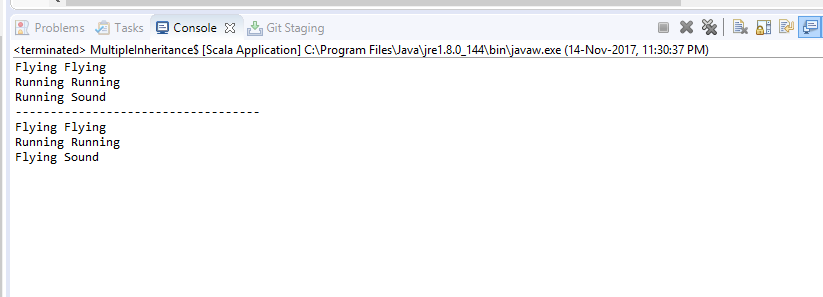 Problems Tasks Console Git Staging
<terminated> MultipleInheritance$ [Scala Application] C:\Program Files\Java\jre1.8.0_144\bin\javaw.exe (14-Nov-2017, 11:30:37 PM)
Flying Flying
Running Running
Running Sound
-----------------------------------
Flying Flying
Running Running
Flying Sound